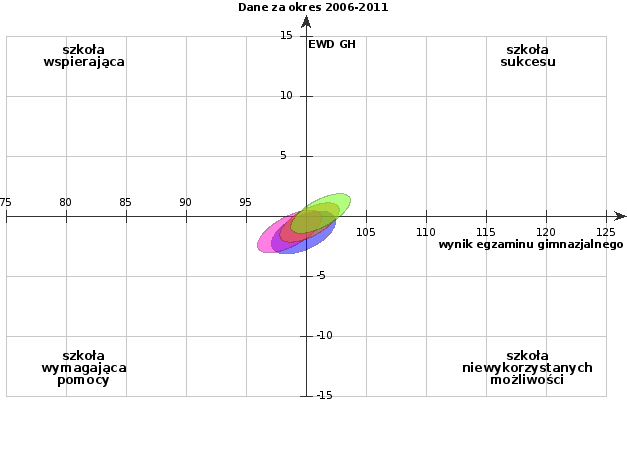 Dane za okres 2006-2011
15
EWD GH
szkoła
wspierająca
szkoła
sukcesu
10
5
75
80
85
90
95
105
110
115
120
125
wynik egzaminu gimnazjalnego
-5
-10
szkoła
wymagająca
pomocy
szkoła
niewykorzystanych
możliwości
-15